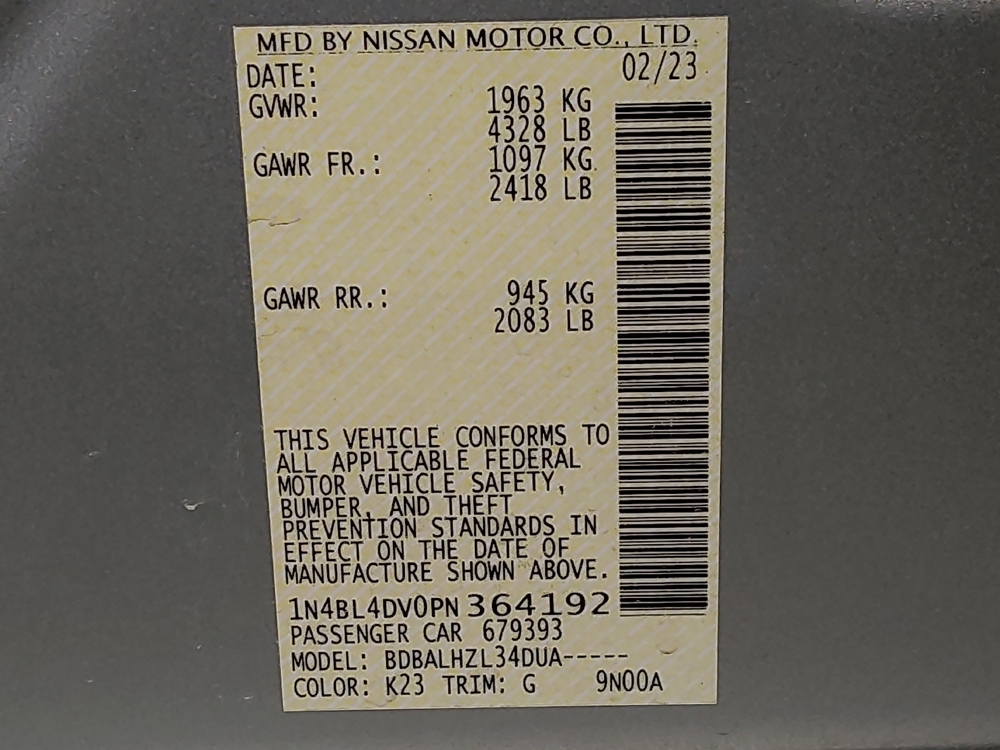 MFD BY NISSAN MOTOR CO., LTD.
DATE: 02/23
GVWR: 1963 KG
4328 LB
GAWR FR.: 1097 KG
2418 LB
GAWR RR.: 945 KG
2083 LB
THIS VEHICLE CONFORMS TO
ALL APPLICABLE FEDERAL
MOTOR VEHICLE SAFETY,
BUMPER, AND THEFT
PREVENTION STANDARDS IN
EFFECT ON THE DATE OF
MANUFACTURE SHOWN ABOVE.
1N4BL4DV0PN364192
PASSENGER CAR 679393
MODEL: BDBALHZL34DUA-----
COLOR: K23 TRIM: G 9N00A